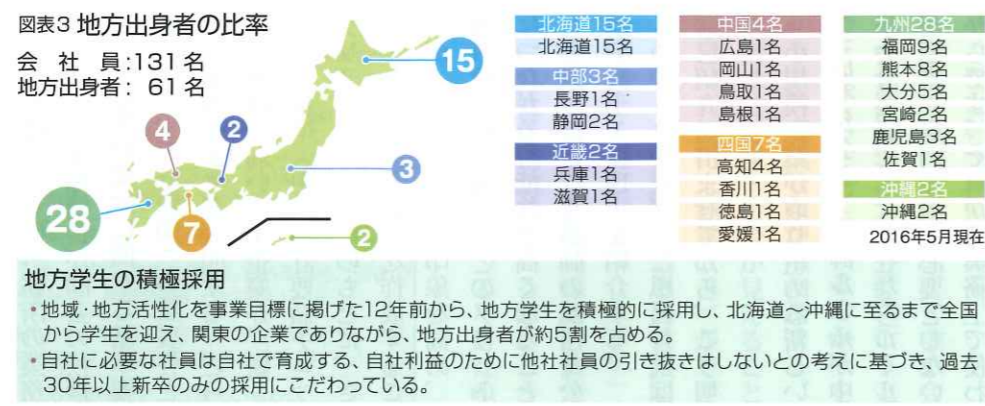 図表3 地方出身者の比率
会社員:131名
地方出身者: 61名
15
4
2
3
28
7
2
北海道15名
北海道15名
中部3名
長野1名
静岡2名
近畿2名
兵庫1名
滋賀1名
中国4名
広島1名
岡山1名
鳥取1名
島根1名
四国7名
高知4名
香川1名
徳島1名
愛媛1名
九州28名
福岡9名
熊本8名
大分5名
宮崎2名
鹿児島3名
佐賀1名
沖縄2名
沖縄2名
2016年5月現在
地方学生の積極採用
・地域・地方活性化を事業目標に掲げた12年前から、地方学生を積極的に採用し、北海道〜沖縄に至るまで全国
から学生を迎え、関東の企業でありながら、地方出身者が約5割を占める。
・自社に必要な社員は自社で育成する、自社利益のために他社社員の引き抜きはしないとの考えに基づき、過去
30年以上新卒のみの採用にこだわっている。